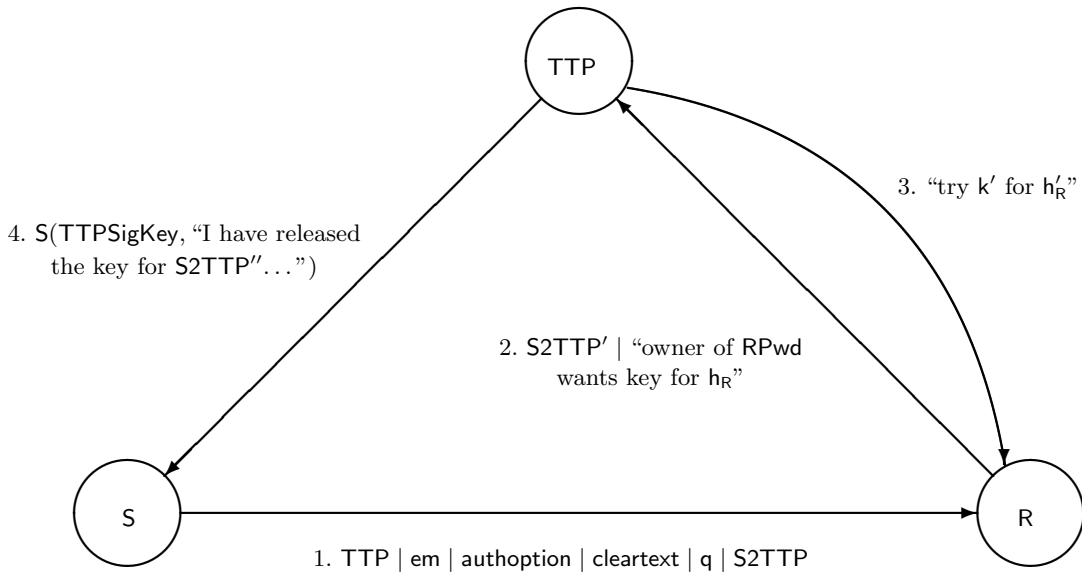 TTP
3. “try k′ for h′R”
4. S(TTPSigKey, “I have released
the key for S2TTP′′...”)
2. S2TTP′ | “owner of RPwd
wants key for hR”
S
R
1. TTP | em | authoption | cleartext | q | S2TTP